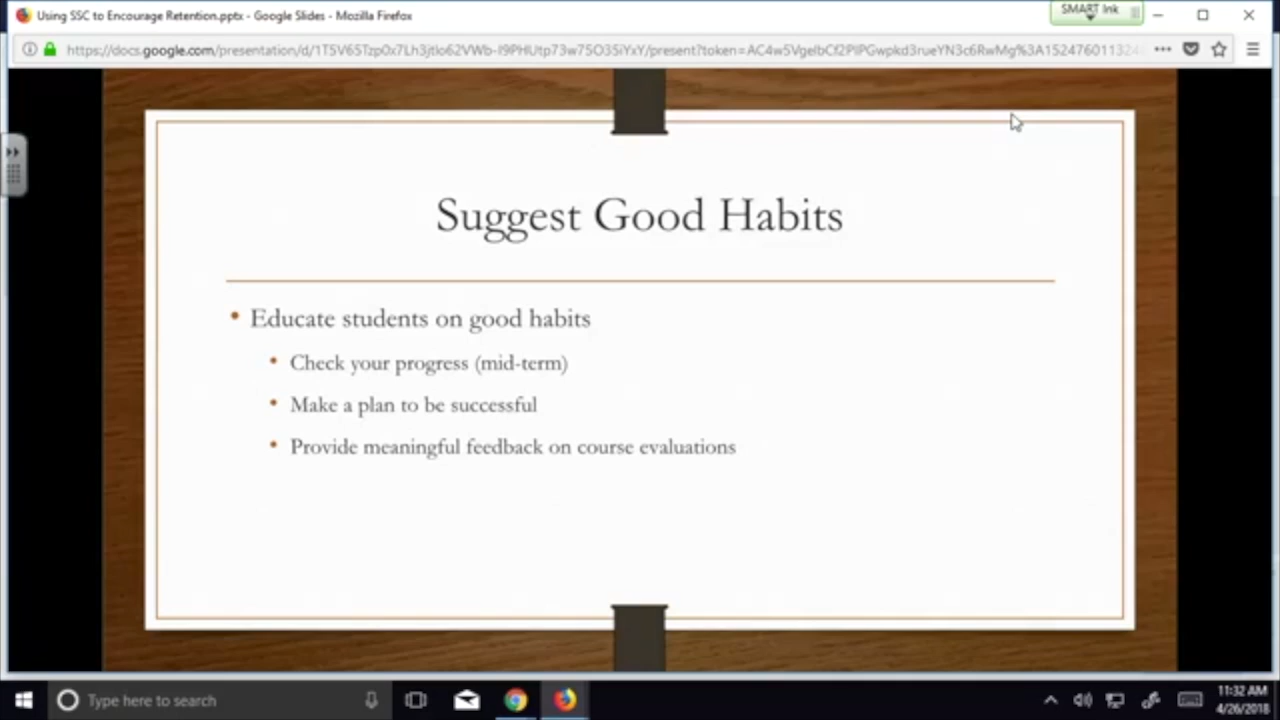 Using SSC to Encourage Retention.pptx - Google Slides - Mozilla Firefox
SMART Ink
Suggest Good Habits
• Educate students on good habits
• Check your progress (mid-term)
• Make a plan to be successful
• Provide meaningful feedback on course evaluations
Type here to search
11:32 AM
4/26/2018